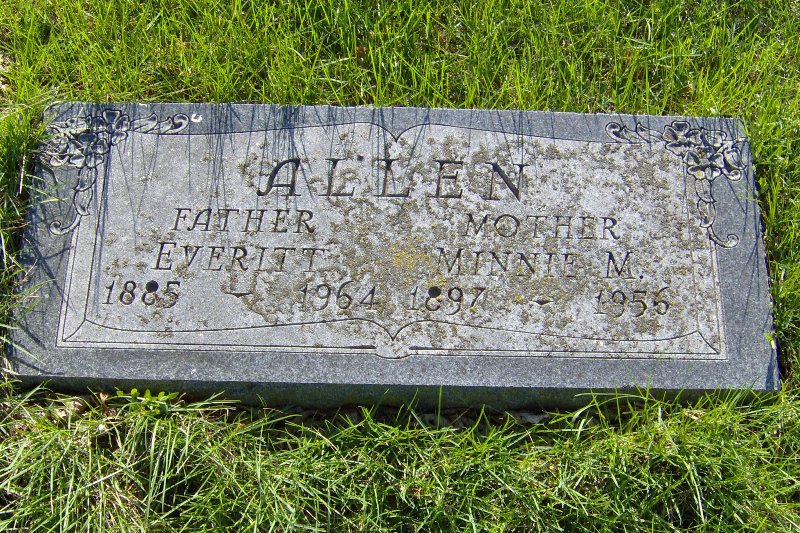 ALLEN
FATHER MOTHER
EVERITT MINNIE M.
1885 - 1964 1897 - 1956